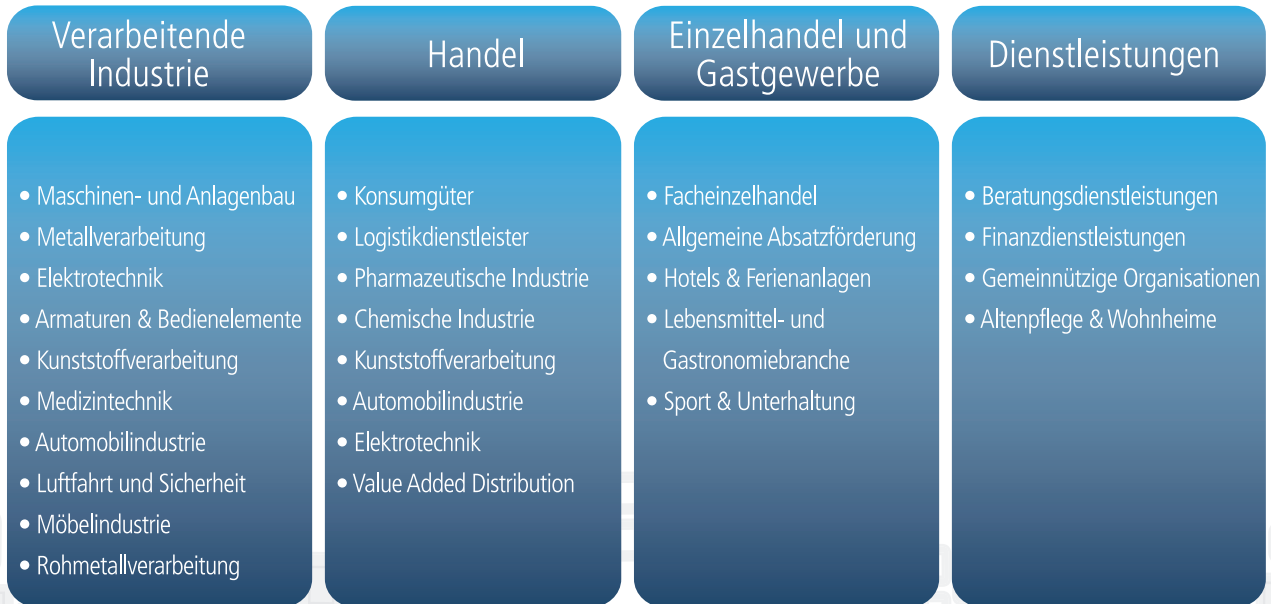 Verarbeitende
Industrie
• Maschinen- und Anlagenbau
• Metallverarbeitung
• Elektrotechnik
• Armaturen & Bedienelemente
• Kunststoffverarbeitung
• Medizintechnik
• Automobilindustrie
• Luftfahrt und Sicherheit
• Möbelindustrie
• Rohmetallverarbeitung
Handel
• Konsumgüter
• Logistikdienstleister
• Pharmazeutische Industrie
• Chemische Industrie
• Kunststoffverarbeitung
• Automobilindustrie
• Elektrotechnik
• Value Added Distribution
Einzelhandel und
Gastgewerbe
• Facheinzelhandel
• Allgemeine Absatzförderung
• Hotels & Ferienanlagen
• Lebensmittel- und
Gastronomiebranche
• Sport & Unterhaltung
Dienstleistungen
• Beratungsdienstleistungen
• Finanzdienstleistungen
• Gemeinnützige Organisationen
• Altenpflege & Wohnheime